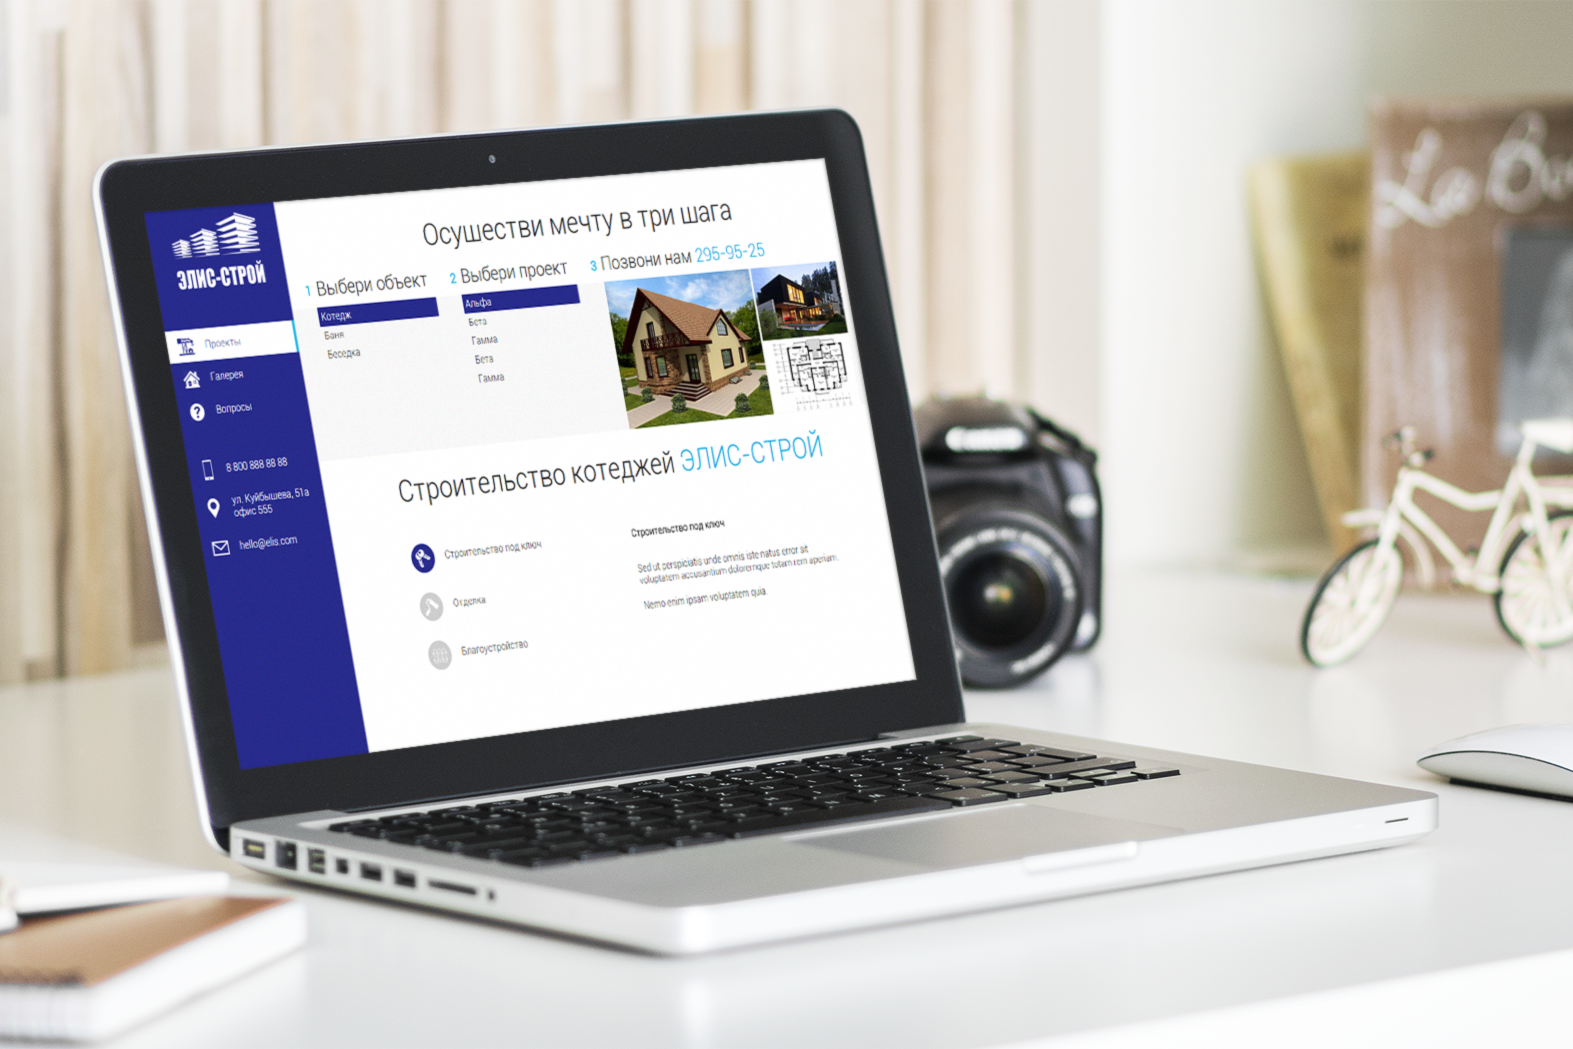 ЭЛИС-СТРОЙ
Проекты
Галерея
Вопросы
8 800 888 88 88
ул. Куйбышева, 51а
офис 555
hello@elis.com
Осушестви мечту в три шага
1 Выбери объект
Котедж
Баня
Беседка
2 Выбери проект
Альфа
Бета
Гамма
Бета
Гамма
3 Позвони нам 295-95-25
Строительство котеджей ЭЛИС-СТРОЙ
Строительство под ключ
Отделка
Благоустройство
Строительство под ключ
Sed ut perspiciatis unde omnis iste natus error sit
voluptatem accusantium doloremque totam rem aperiam.
Nemo enim ipsam voluptatem quia.
Canon
La